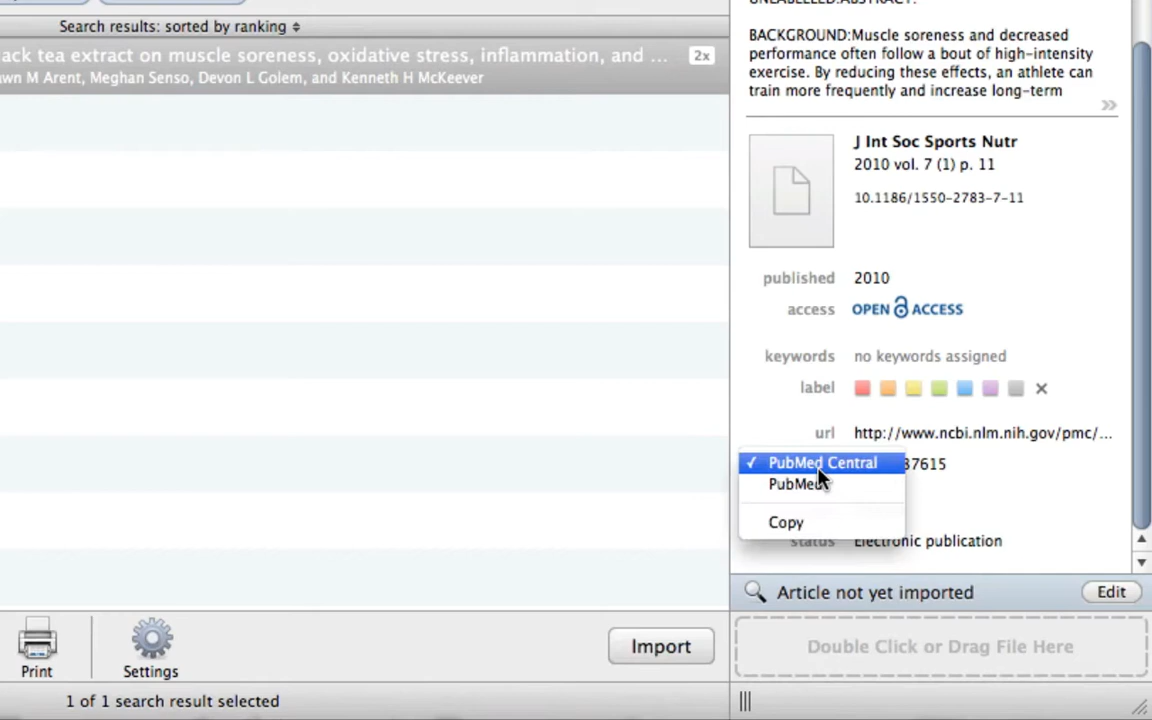 Search results: sorted by ranking
ack tea extract on muscle soreness, oxidative stress, inflammation, and ...
2x
wn M Arent, Meghan Senso, Devon L Golem, and Kenneth H McKeever
UNLABELLED:ABSTRACT:
BACKGROUND:Muscle soreness and decreased
performance often follow a bout of high-intensity
exercise. By reducing these effects, an athlete can
train more frequently and increase long-term
J Int Soc Sports Nutr
2010 vol. 7 (1) p. 11
10.1186/1550-2783-7-11
published 2010
access OPEN ACCESS
keywords no keywords assigned
label
url http://www.ncbi.nlm.nih.gov/pmc/...
✓ PubMed Central 37615
PubMed
Copy
status Electronic publication
Article not yet imported Edit
Print
Settings
Import
Double Click or Drag File Here
1 of 1 search result selected